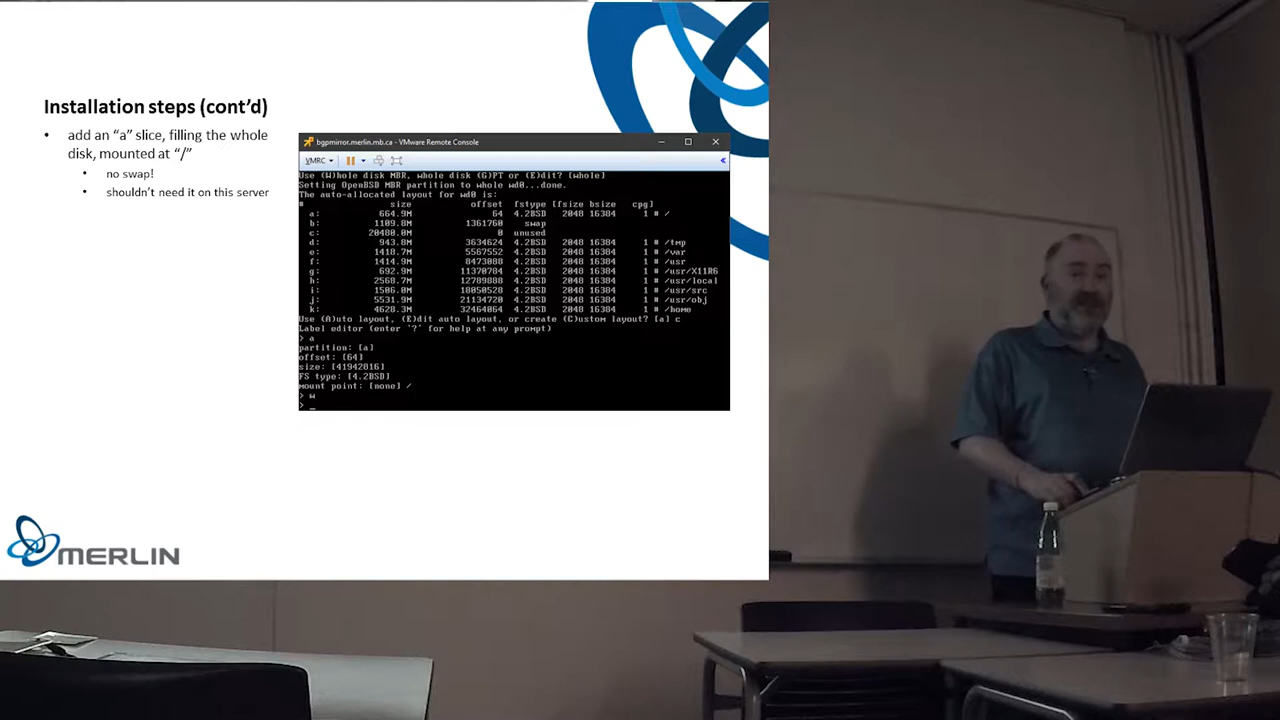 Installation steps (cont'd)
• add an "a" slice, filling the whole
disk, mounted at "/"
• no swap!
• shouldn't need it on this server
bgpmirror.merlin.mb.ca - VMware Remote Console
VMRC
Use (W)hole disk MBR, whole disk (G)PT or (E)dit? [whole]
Setting OpenBSD MBR partition to whole wd0...done.
The auto-allocated layout for wd0 is:
# size offset fstype [fsize bsize cpg]
a: 664.9M 64 4.2BSD 2048 16384 1 # /
b: 1109.8M 1361760 swap
c: 20480.0M 0 unused
d: 943.8M 3634624 4.2BSD 2048 16384 1 # /tmp
e: 1418.7M 5567552 4.2BSD 2048 16384 1 # /var
f: 1414.9M 8473088 4.2BSD 2048 16384 1 # /usr
g: 692.9M 11370784 4.2BSD 2048 16384 1 # /usr/X11R6
h: 2568.7M 12789888 4.2BSD 2048 16384 1 # /usr/local
i: 1506.0M 18050528 4.2BSD 2048 16384 1 # /usr/src
j: 5531.9M 21134720 4.2BSD 2048 16384 1 # /usr/obj
k: 4628.3M 32464064 4.2BSD 2048 16384 1 # /home
Use (A)uto layout, (E)dit auto layout, or create (C)ustom layout? [a] c
Label editor (enter '?' for help at any prompt)
> a
partition: [a]
offset: [64]
size: [41942816]
FS type: [4.2BSD]
mount point: [none] /
> w
> _
MERLIN